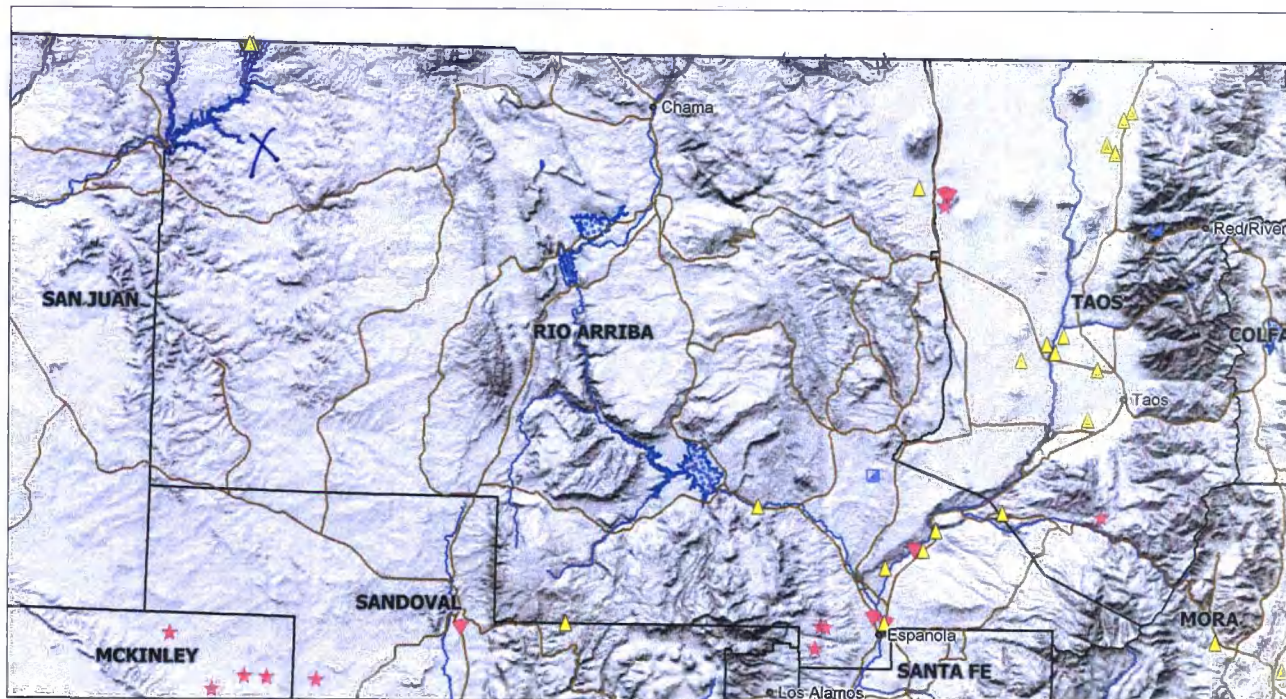 Chama
Red River
SAN JUAN
TAOS
RIO ARRIBA
COLFA
Taos
SANDOVAL
MORA
Espanola
MCKINLEY
SANTA FE
Los Alamos